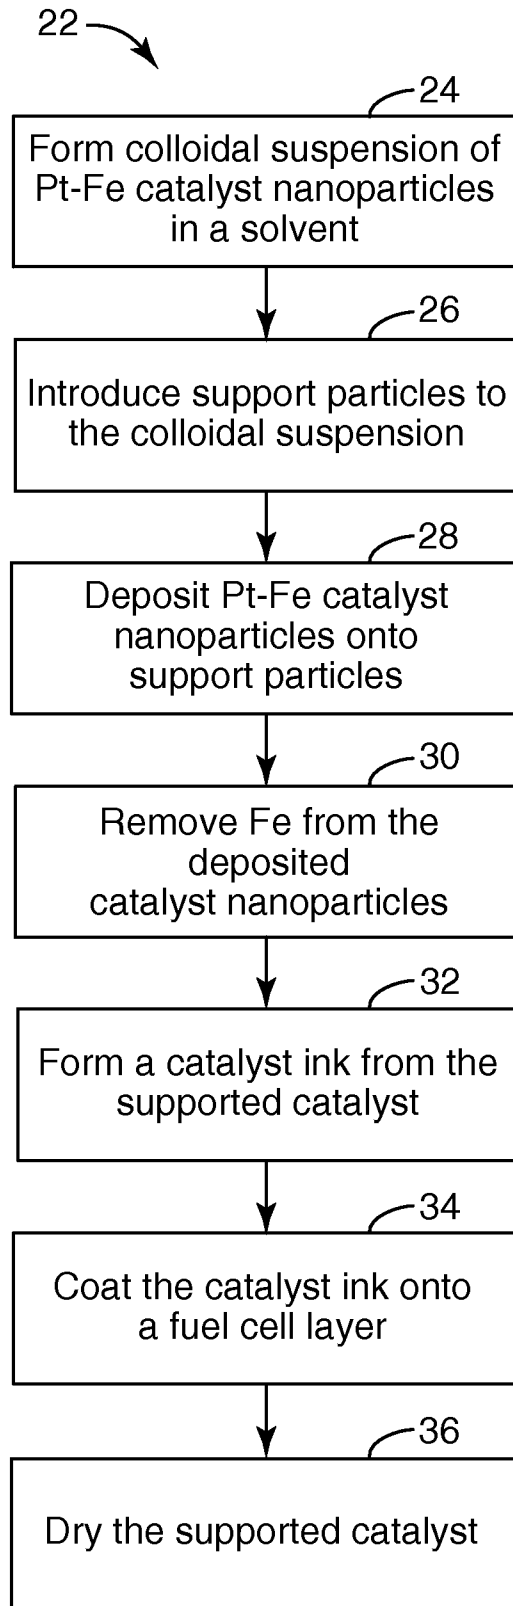 22
24
Form colloidal suspension of
Pt-Fe catalyst nanoparticles
in a solvent
26
Introduce support particles to
the colloidal suspension
28
Deposit Pt-Fe catalyst
nanoparticles onto
support particles
30
Remove Fe from the
deposited
catalyst nanoparticles
32
Form a catalyst ink from the
supported catalyst
34
Coat the catalyst ink onto
a fuel cell layer
36
Dry the supported catalyst